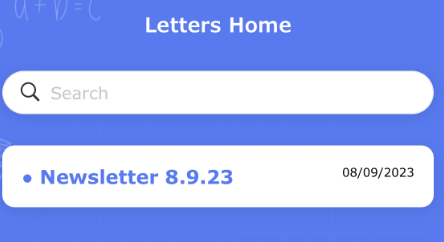 a + b = c
Letters Home
Search
• Newsletter 8.9.23
08/09/2023